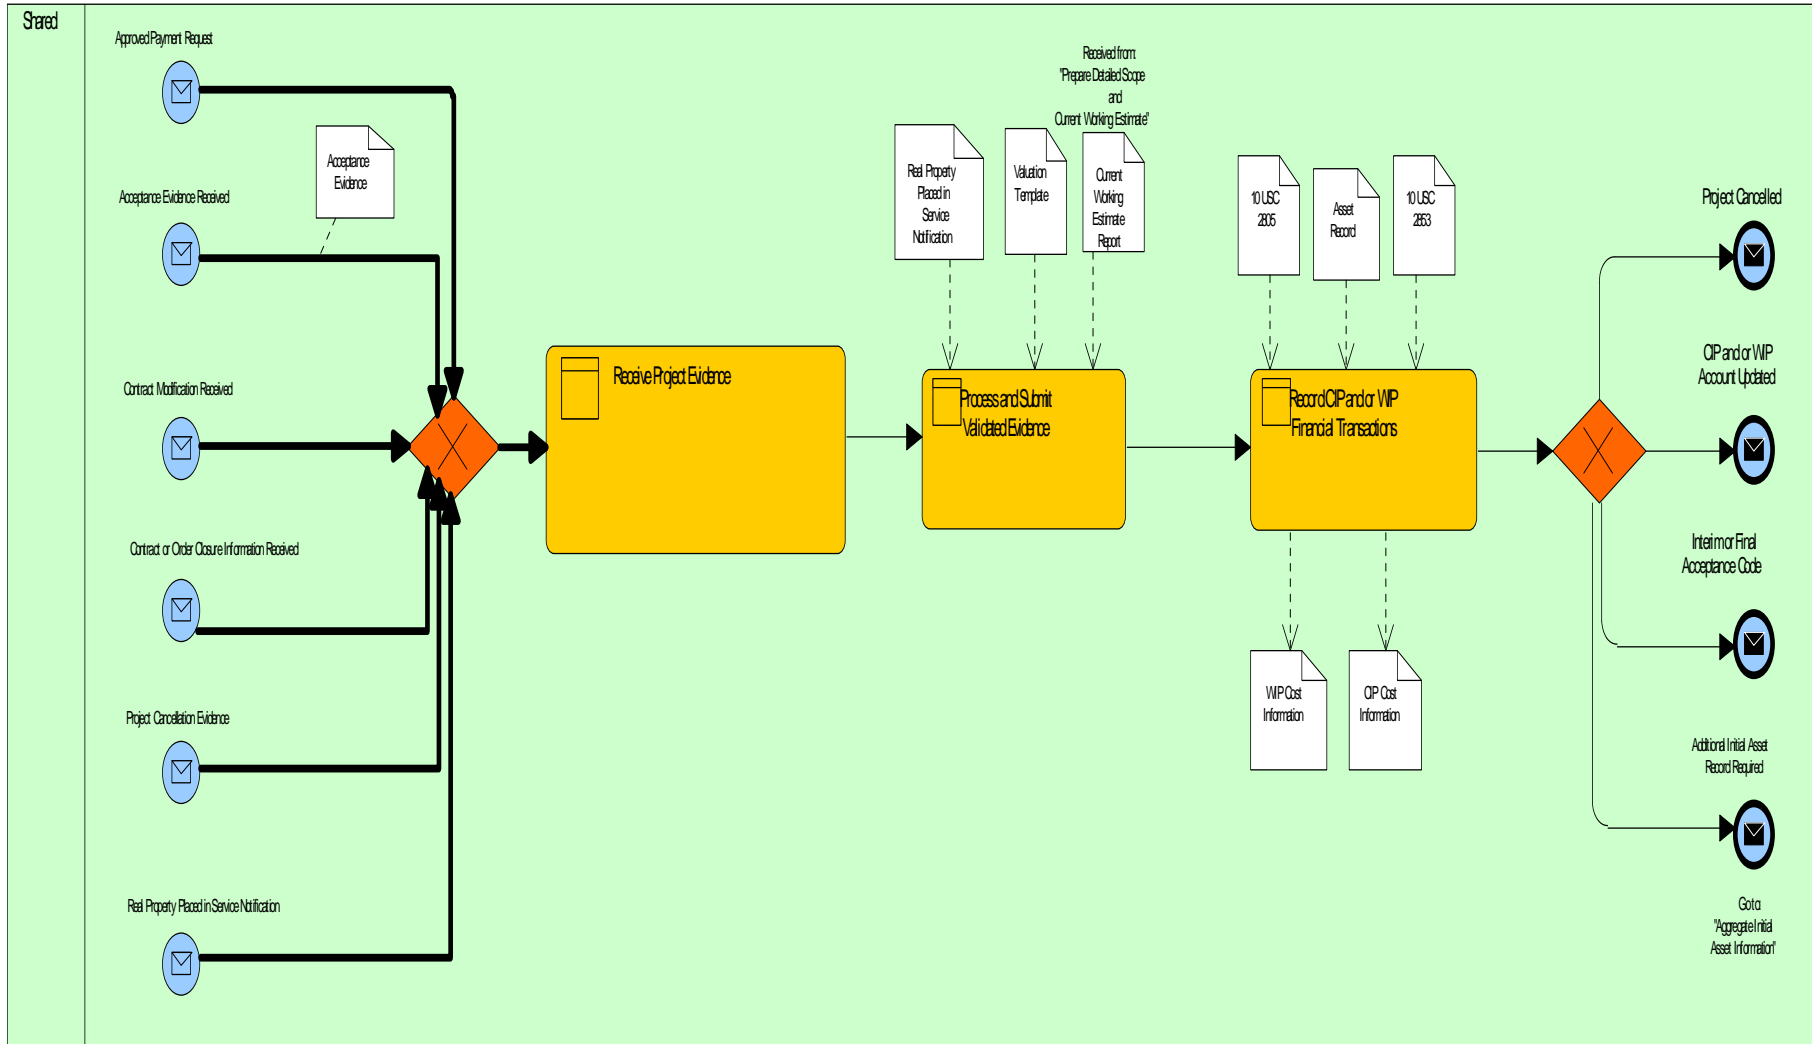 Shared
Approved Payment Request
Acceptance Evidence Received
Acceptance
Evidence
Contract Modification Received
Contract or Order Closure Information Received
Project Cancellation Evidence
Real Property Placed in Service Notification
Receive Project Evidence
Received from:
"Prepare Detailed Scope
and
Current Working Estimate"
Real Property
Placed in
Service
Notification
Valuation
Template
Current
Working
Estimate
Report
Process and Submit
Validated Evidence
10 USC
2805
Asset
Record
10 USC
2853
Record CIP and or WIP
Financial Transactions
WIP Cost
Information
CIP Cost
Information
Project Cancelled
CIP and or WIP
Account Updated
Interim or Final
Acceptance Code
Additional Initial Asset
Record Required
Go to:
"Aggregate Initial
Asset Information"